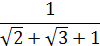 1/(√2 + √3 + 1)